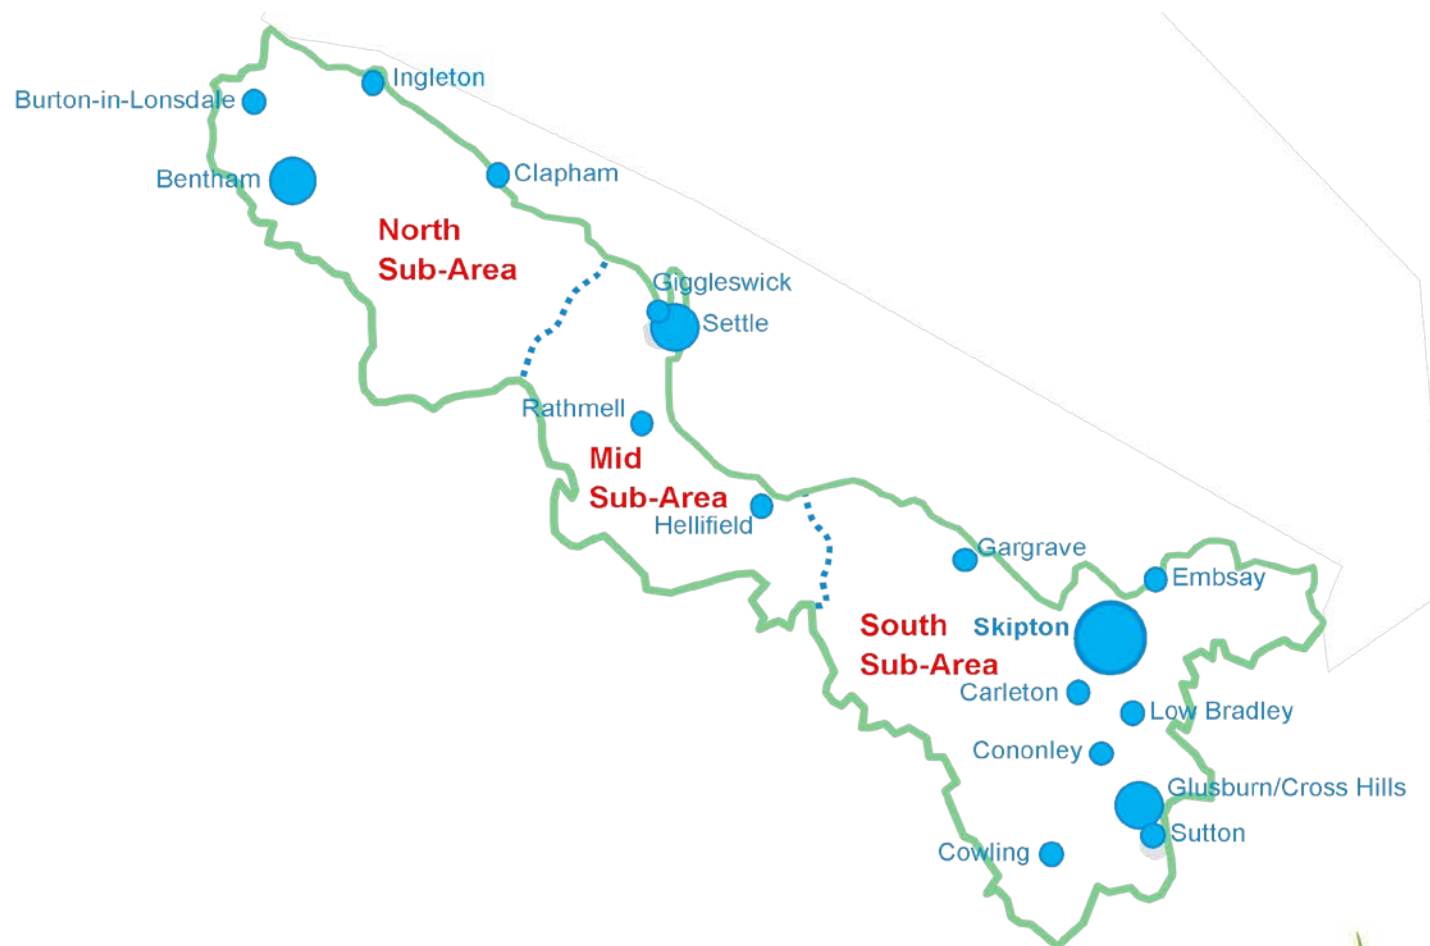 Ingleton
Burton-in-Lonsdale
Clapham
Bentham
North
Sub-Area
Giggleswick
Settle
Rathmell
Mid
Sub-Area
Hellifield
Gargrave
Embsay
South
Sub-Area
Skipton
Carleton
Low Bradley
Cononley
Glusburn/Cross Hills
Sutton
Cowling